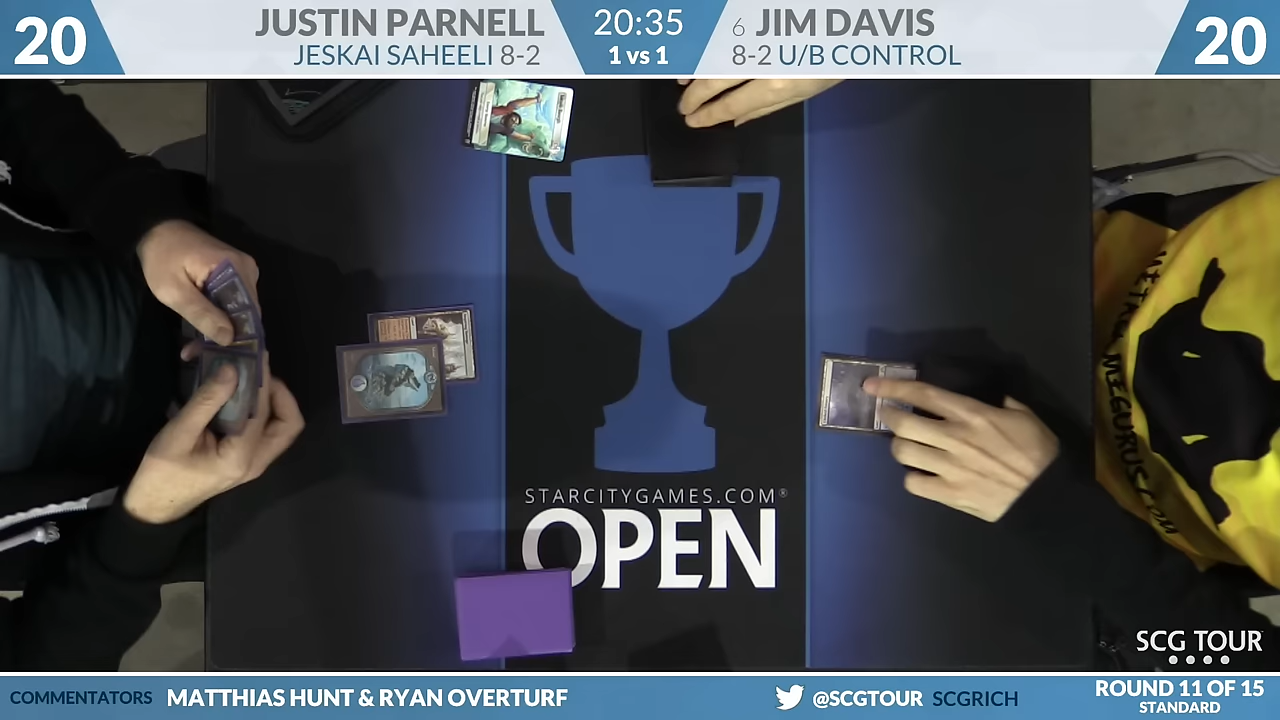 20
JUSTIN PARNELL
JESKAI SAHEELI 8-2
20:35
1 vs 1
6 JIM DAVIS
8-2 U/B CONTROL
20
STARCITYGAMES.COM®
OPEN
SCG TOUR
COMMENTATORS MATTHIAS HUNT & RYAN OVERTURF
@SCGTOUR SCGRICH
ROUND 11 OF 15
STANDARD